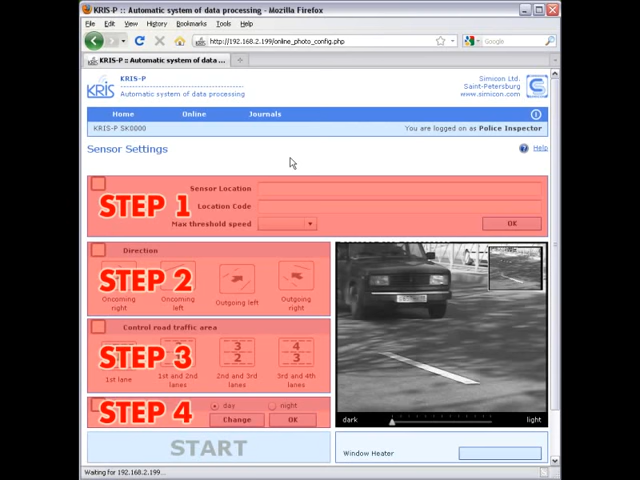 KRIS-P :: Automatic system of data processing - Mozilla Firefox
File Edit View History Bookmarks Tools Help
http://192.168.2.199/online_photo_config.php
Google
KRIS-P :: Automatic system of data ...
KRIS
KRIS-P
Automatic system of data processing
Simicon Ltd.
Saint-Petersburg
www.simicon.com
Home Online Journals
KRIS-P SK0000
You are logged on as Police Inspector
Sensor Settings
Help
STEP 1
Sensor Location
Location Code
Max threshold speed
OK
Direction
STEP 2
Oncoming right
Oncoming left
Outgoing left
Outgoing right
Control road traffic area
STEP 3
2
3
2
4
3
1st lane
1st and 2nd lanes
2nd and 3rd lanes
3rd and 4th lanes
STEP 4
day night
Change OK
dark light
START
Window Heater
Waiting for 192.168.2.199...